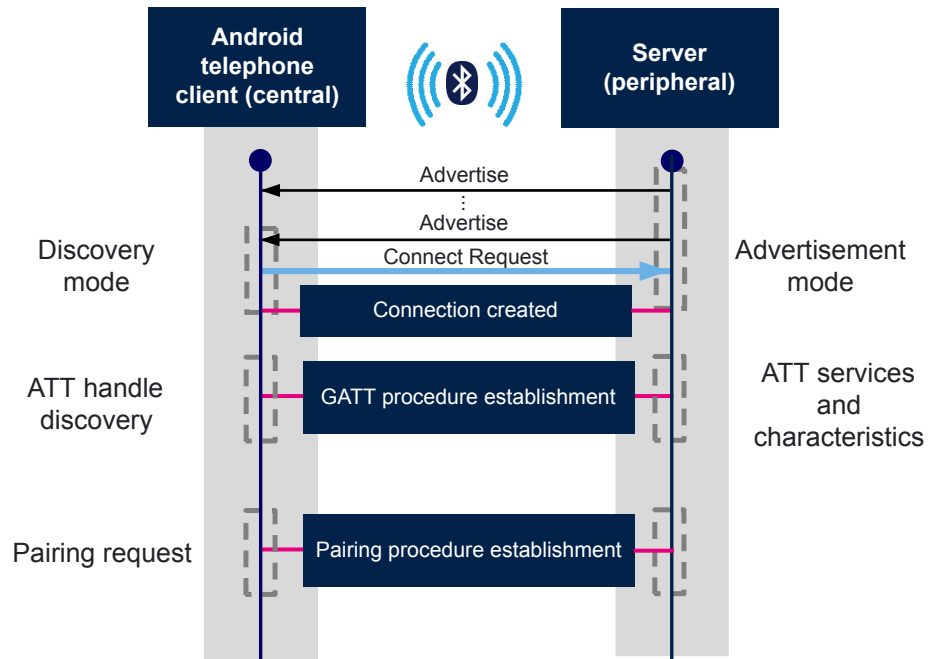 Android
telephone
client (central)
Server
(peripheral)
Advertise
Advertise
Connect Request
Discovery
mode
Advertisement
mode
Connection created
ATT handle
discovery
GATT procedure establishment
ATT services
and
characteristics
Pairing request
Pairing procedure establishment